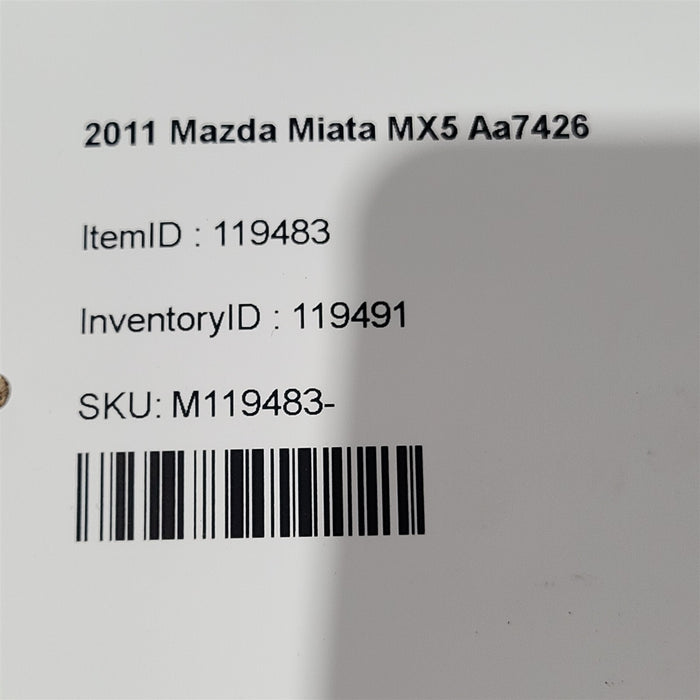 2011 Mazda Miata MX5 Aa7426
ItemID : 119483
InventoryID : 119491
SKU: M119483-